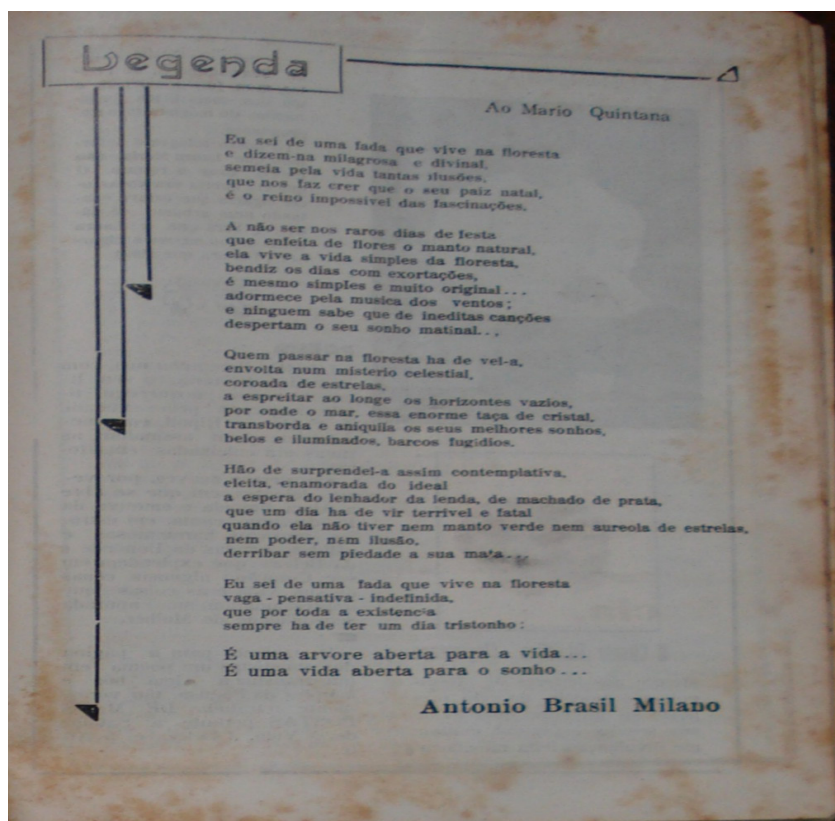 Legenda
Ao Mario Quintana
Eu sei de uma fada que vive na floresta
e dizem-na milagrosa e divinal,
semeia pela vida tantas ilusões,
que nos faz crer que o seu paiz natal,
é o reino impossivel das fascinações.
A não ser nos raros dias de festa
que enfeita de flores o manto natural,
ela vive a vida simples da floresta,
bendiz os dias com exortações,
é mesmo simples e muito original...
adormece pela musica dos ventos;
e ninguem sabe que de ineditas canções
despertam o seu sonho matinal...
Quem passar na floresta ha de vel-a,
envolta num misterio celestial,
coroada de estrelas,
a espreitar ao longe os horizontes vazios,
por onde o mar, essa enorme taça de cristal,
transborda e aniquila os seus melhores sonhos,
belos e iluminados, barcos fugidios.
Hão de surprendel-a assim contemplativa,
eleita, enamorada do ideal
a espera do lenhador da lenda, de machado de prata,
que um dia ha de vir terrivel e fatal
quando ela não tiver nem manto verde nem aureola de estrelas,
nem poder, nem ilusão,
derribar sem piedade a sua mata...
Eu sei de uma fada que vive na floresta
vaga - pensativa - indefinida,
que por toda a existencia
sempre ha de ter um dia tristonho:
É uma arvore aberta para a vida...
É uma vida aberta para o sonho...
Antonio Brasil Milano